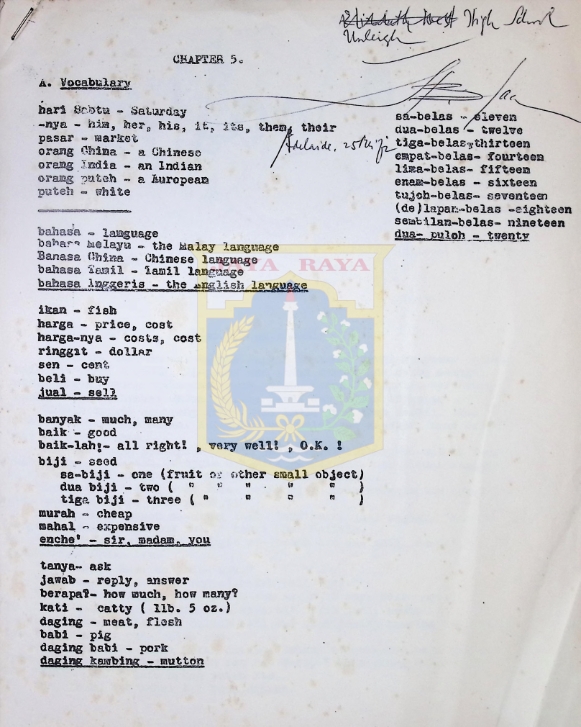 High School
Unleigh
CHAPTER 5.
A. Vocabulary
hari Sabtu - Saturday
-nya - him, her, his, it, its, them, their
pasar - market
orang China - a Chinese
orang India - an Indian
orang puteh - a European
puteh - white
Adelaide, 25
sa-belas - eleven
dua-belas - twelve
tiga-belas-thirteen
empat-belas- fourteen
lima-belas- fifteen
enam-belas - sixteen
tujoh-belas- seventeen
(de)lapan-belas -eighteen
sembilan-belas- nineteen
dua- puloh - twenty
bahasa - language
bahasa Melayu - the Malay language
Bahasa China - Chinese language
bahasa Tamil - Tamil language
bahasa Inggeris - the English language
JAYA RAYA
ikan - fish
harga - price, cost
harga-nya - costs, cost
ringgit - dollar
sen - cent
beli - buy
jual - sell
banyak - much, many
baik - good
baik-lah!- all right! , very well! , O.K. !
biji - seed
sa-biji - one (fruit or other small object)
dua biji - two ( " " " " " )
tiga biji - three ( " " " " " )
murah - cheap
mahal - expensive
enche' - sir, madam, you
tanya- ask
jawab - reply, answer
berapa?- how much, how many?
kati - catty ( 1lb. 5 oz.)
daging - meat, flesh
babi - pig
daging babi - pork
daging kambing - mutton